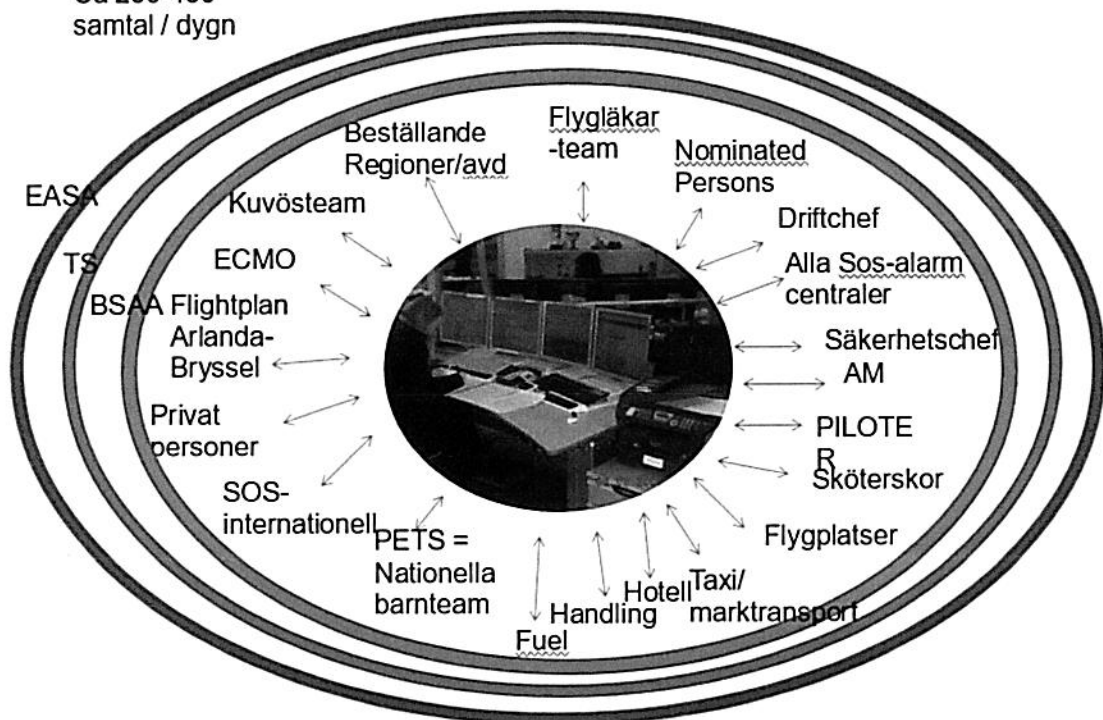 samtal / dygn
Beställande
Regioner/avd
Flygläkar
-team
Nominated
Persons
EASA
Kuvösteam
Driftchef
TS
ECMO
Alla Sos-alarm
centraler
BSAA Flightplan
Arlanda-
Bryssel
Säkerhetschef
AM
Privat
personer
PILOTE
R
Sköterskor
SOS-
internationell
Flygplatser
PETS =
Nationella
barnteam
Hotell
Taxi/
marktransport
Handling
Fuel